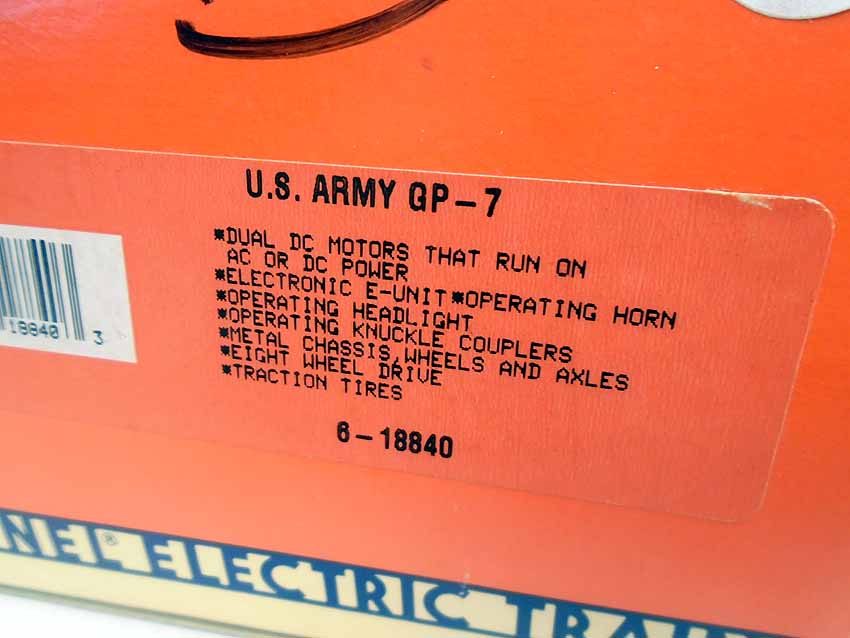 U.S. ARMY GP-7
*DUAL DC MOTORS THAT RUN ON
AC OR DC POWER
*ELECTRONIC E-UNIT*OPERATING HORN
*OPERATING HEADLIGHT
*OPERATING KNUCKLE COUPLERS
*METAL CHASSIS,WHEELS AND AXLES
*EIGHT WHEEL DRIVE
*TRACTION TIRES
18840 3
6-18840
NEL® ELECTRIC TRA